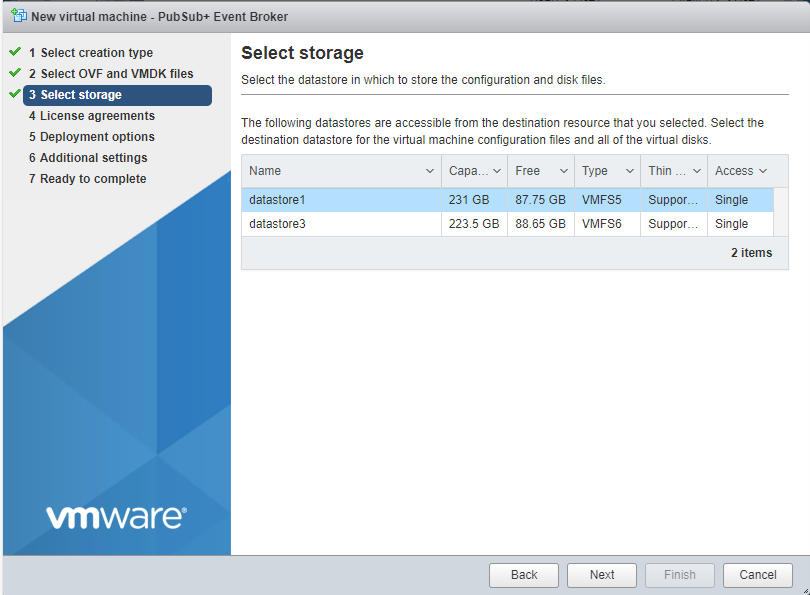 New virtual machine - PubSub+ Event Broker
1 Select creation type
2 Select OVF and VMDK files
3 Select storage
4 License agreements
5 Deployment options
6 Additional settings
7 Ready to complete
vmware®
Select storage
Select the datastore in which to store the configuration and disk files.
The following datastores are accessible from the destination resource that you selected. Select the
destination datastore for the virtual machine configuration files and all of the virtual disks.
Name Capa... Free Type Thin ... Access
datastore1 231 GB 87.75 GB VMFS5 Suppor... Single
datastore3 223.5 GB 88.65 GB VMFS6 Suppor... Single
2 items
Back Next Finish Cancel